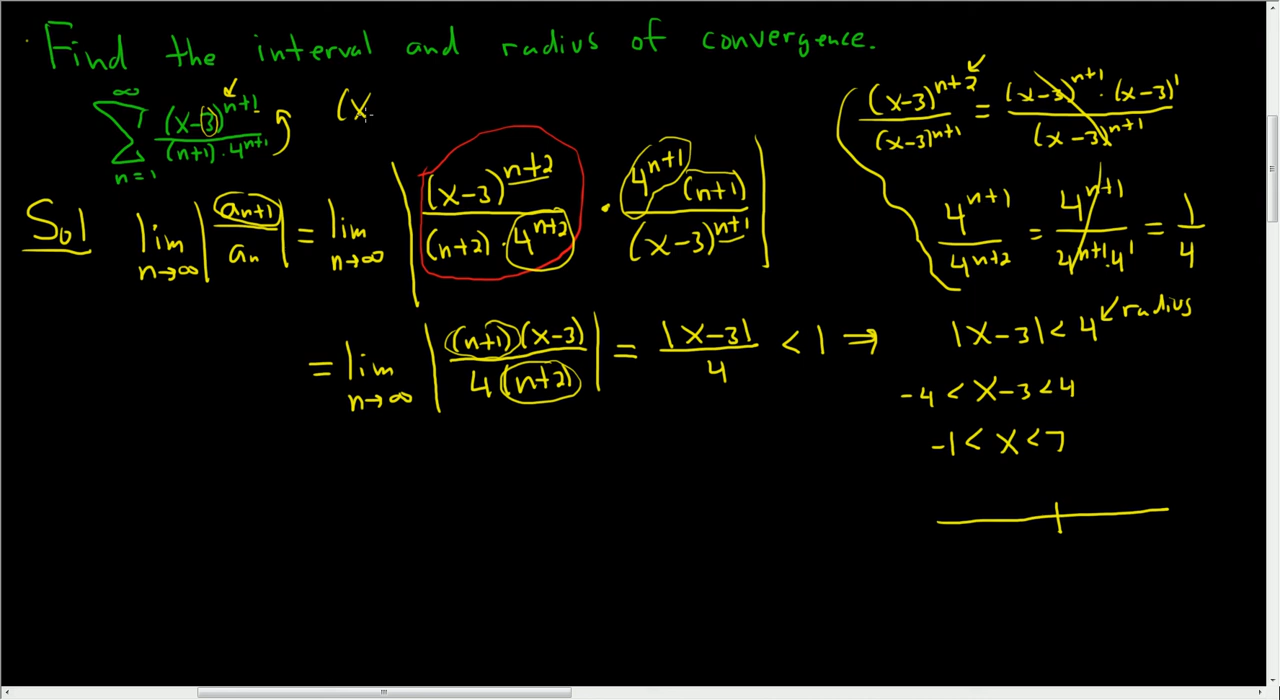 Find the interval and radius of convergence.
∞ ∑ n=1 (x-3)^(n+1) / ((n+1)·4^(n+1))
(x
Sol lim n→∞ |a_(n+1) / a_n| = lim n→∞ |(x-3)^(n+2) / ((n+2)·4^(n+2)) · 4^(n+1) (n+1) / (x-3)^(n+1)|
= lim n→∞ |(n+1)(x-3) / (4(n+2))| = |x-3| / 4 < 1 ⇒
(x-3)^(n+2) / (x-3)^(n+1) = (x-3)^(n+1)·(x-3)^1 / (x-3)^(n+1)
4^(n+1) / 4^(n+2) = 4^(n+1) / (4^(n+1)·4^1) = 1/4
|x-3| < 4 ↙ radius
-4 < x-3 < 4
-1 < x < 7